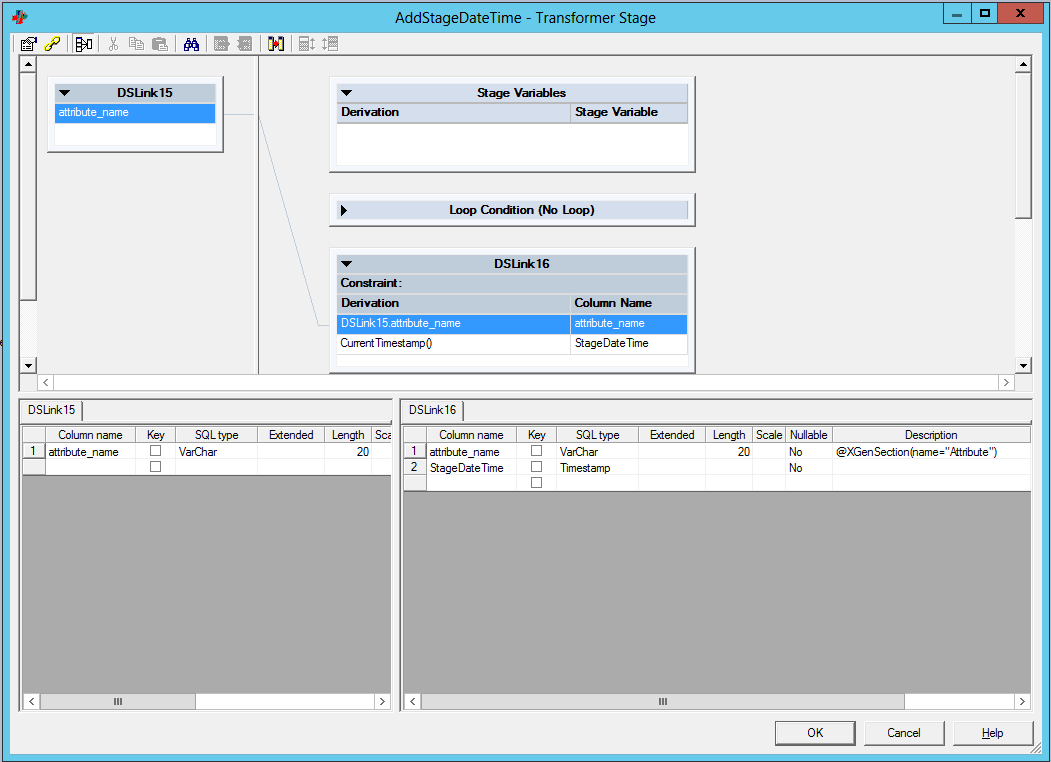 AddStageDateTime - Transformer Stage
DSLink15
attribute_name
Stage Variables
Derivation Stage Variable
Loop Condition (No Loop)
DSLink16
Constraint:
Derivation Column Name
DSLink15.attribute_name attribute_name
CurrentTimestamp() StageDateTime
DSLink15
Column name Key SQL type Extended Length Sca
1 attribute_name VarChar 20
DSLink16
Column name Key SQL type Extended Length Scale Nullable Description
1 attribute_name VarChar 20 No @XGenSection(name="Attribute")
2 StageDateTime Timestamp No
OK Cancel Help